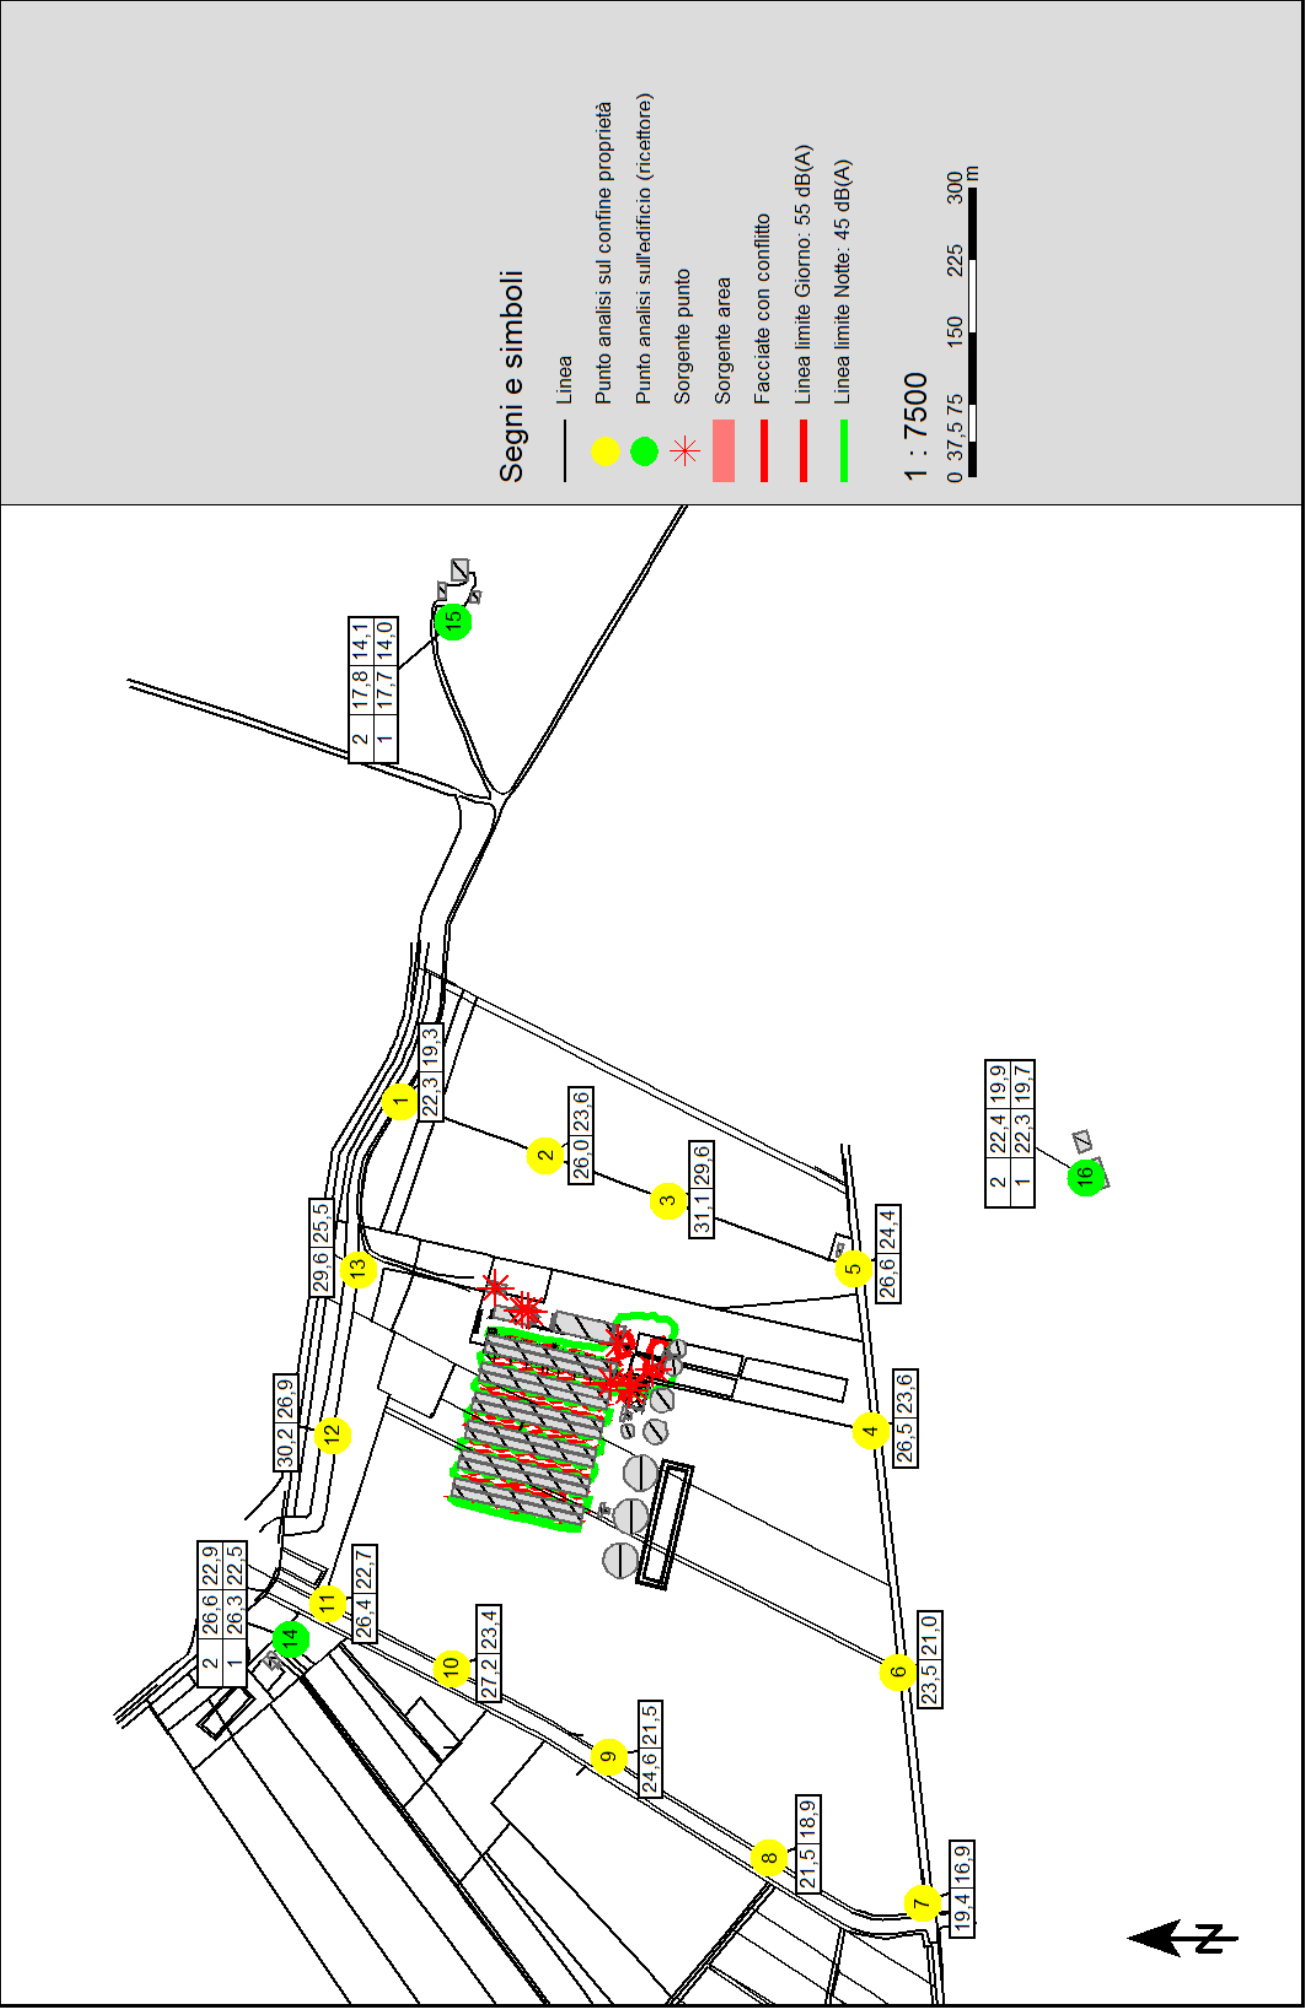 Segni e simboli
Linea
Punto analisi sul confine proprietà
Punto analisi sull'edificio (ricettore)
Sorgente punto
Sorgente area
Facciate con conflitto
Linea limite Giorno: 55 dB(A)
Linea limite Notte: 45 dB(A)
1 : 7500
0 37,5 75 150 225 300
m
15
2 17,8 14,1
1 17,7 14,0
1
22,3 19,3
2
26,0 23,6
3
31,1 29,6
5
26,6 24,4
16
2 22,4 19,9
1 22,3 19,7
13
29,6 25,5
12
30,2 26,9
4
26,5 23,6
14
2 26,6 22,9
1 26,3 22,5
11
26,4 22,7
10
27,2 23,4
9
24,6 21,5
6
23,5 21,0
8
21,5 18,9
7
19,4 16,9
N